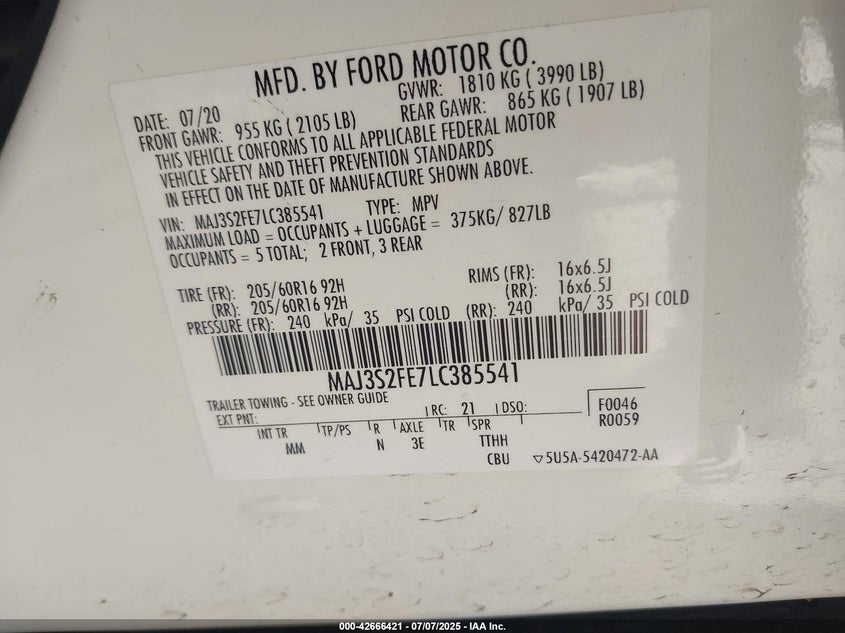 MFD. BY FORD MOTOR CO.
DATE: 07/20 GVWR: 1810 KG ( 3990 LB)
FRONT GAWR: 955 KG ( 2105 LB) REAR GAWR: 865 KG ( 1907 LB)
THIS VEHICLE CONFORMS TO ALL APPLICABLE FEDERAL MOTOR
VEHICLE SAFETY AND THEFT PREVENTION STANDARDS
IN EFFECT ON THE DATE OF MANUFACTURE SHOWN ABOVE.
VIN: MAJ3S2FE7LC385541 TYPE: MPV
MAXIMUM LOAD = OCCUPANTS + LUGGAGE = 375KG/ 827LB
OCCUPANTS = 5 TOTAL; 2 FRONT, 3 REAR
TIRE (FR): 205/60R16 92H RIMS (FR): 16x6.5J
(RR): 205/60R16 92H (RR): 16x6.5J
PRESSURE (FR): 240 kPa/ 35 PSI COLD (RR): 240 kPa/ 35 PSI COLD
MAJ3S2FE7LC385541
TRAILER TOWING - SEE OWNER GUIDE
EXT PNT: RC: 21 DSO: F0046
R0059
INT TR TP/PS R AXLE TR SPR
MM N 3E TTHH
CBU ▽5U5A-5420472-AA
000-42666421 - 07/07/2025 - IAA Inc.